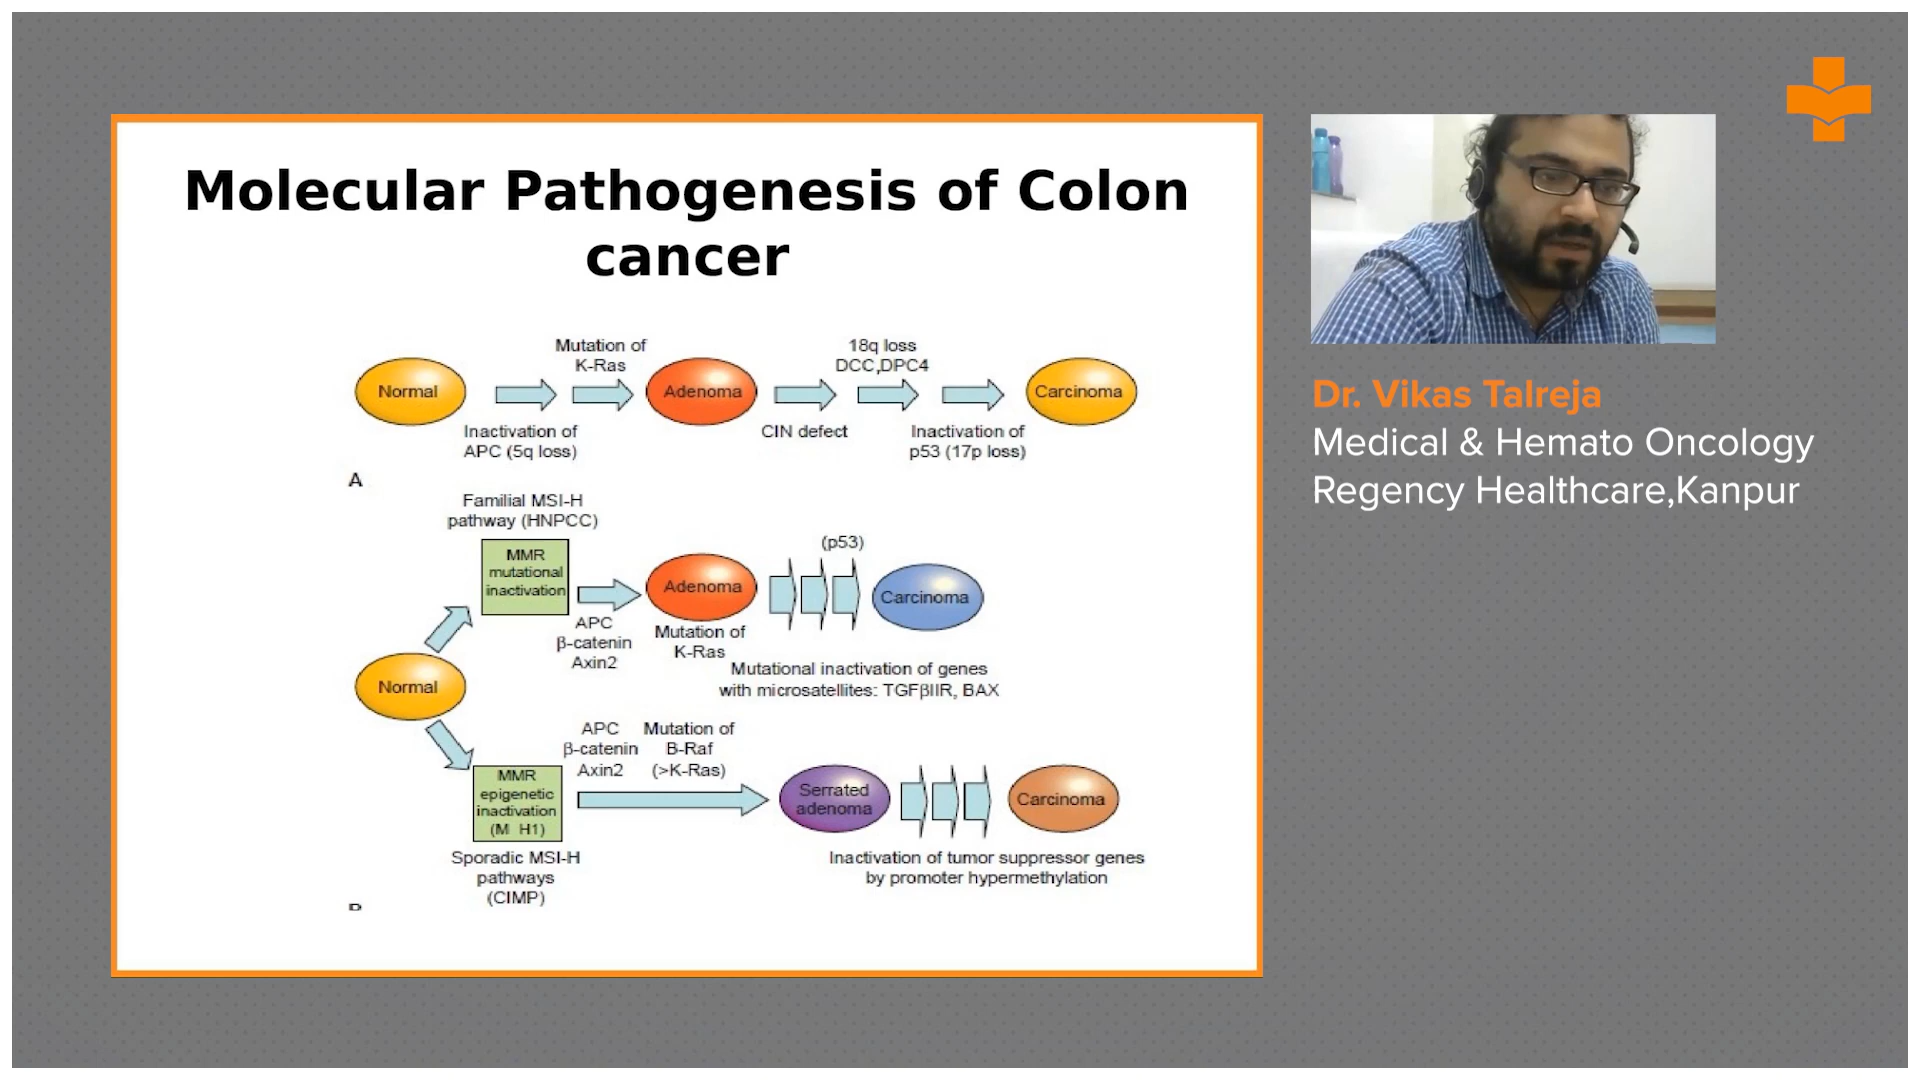 Molecular Pathogenesis of Colon
cancer
Mutation of
K-Ras
18q loss
DCC,DPC4
Normal
Adenoma
Carcinoma
Inactivation of
APC (5q loss)
CIN defect
Inactivation of
p53 (17p loss)
A
Familial MSI-H
pathway (HNPCC)
MMR
mutational
inactivation
(p53)
Adenoma
Carcinoma
APC
β-catenin
Axin2
Mutation of
K-Ras
Mutational inactivation of genes
with microsatellites: TGFβIIR, BAX
Normal
APC
β-catenin
Axin2
Mutation of
B-Raf
(>K-Ras)
MMR
epigenetic
inactivation
(M H1)
Serrated
adenoma
Carcinoma
Sporadic MSI-H
pathways
(CIMP)
Inactivation of tumor suppressor genes
by promoter hypermethylation
Dr. Vikas Talreja
Medical & Hemato Oncology
Regency Healthcare,Kanpur